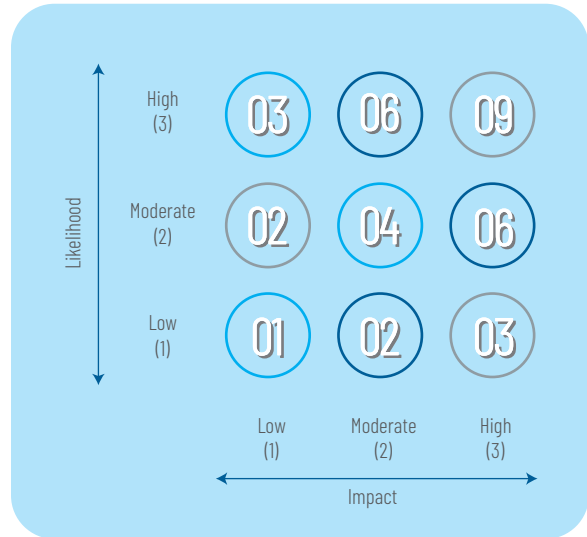 Likelihood
High
(3)
03
06
09
Moderate
(2)
02
04
06
Low
(1)
01
02
03
Low
(1)
Moderate
(2)
High
(3)
Impact